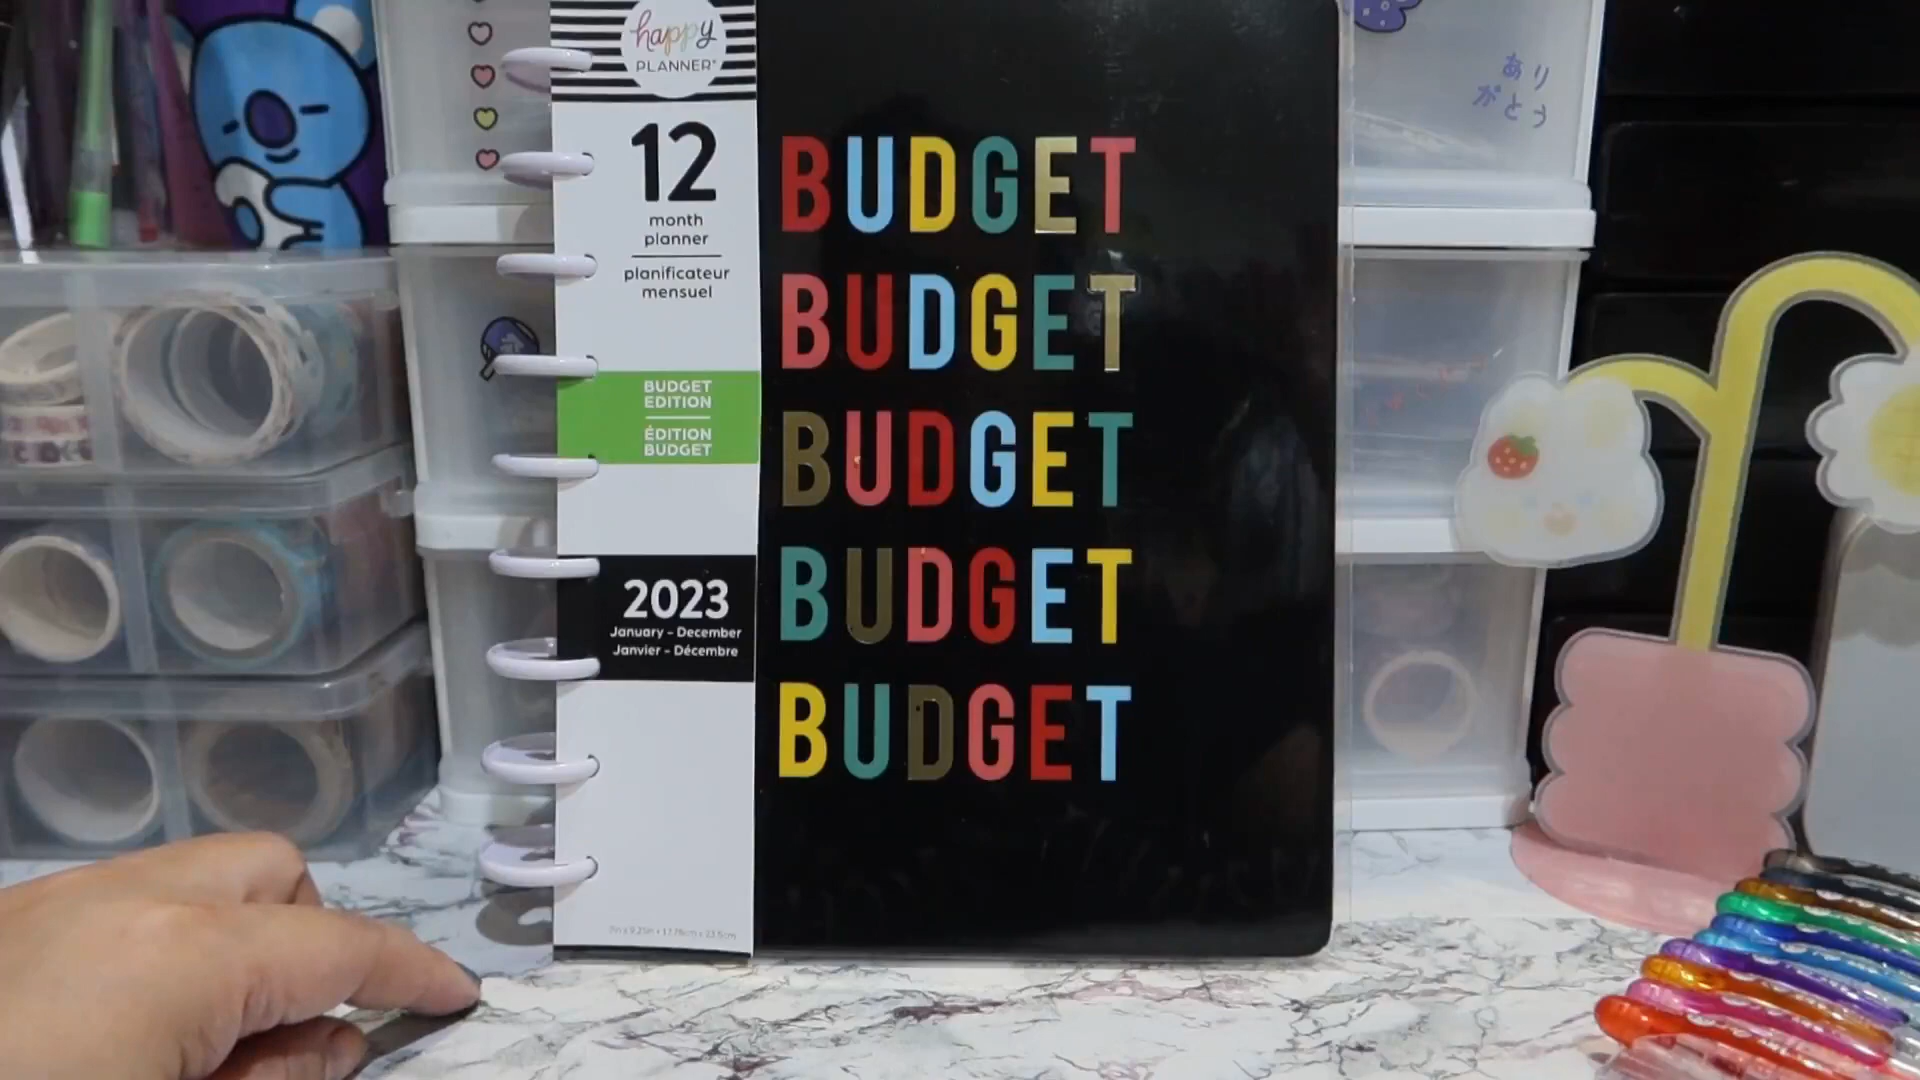 happy
PLANNER®
12
month
planner
planificateur
mensuel
BUDGET
EDITION
ÉDITION
BUDGET
2023
January - December
Janvier - Décembre
BUDGET
BUDGET
BUDGET
BUDGET
BUDGET
あり
がとう